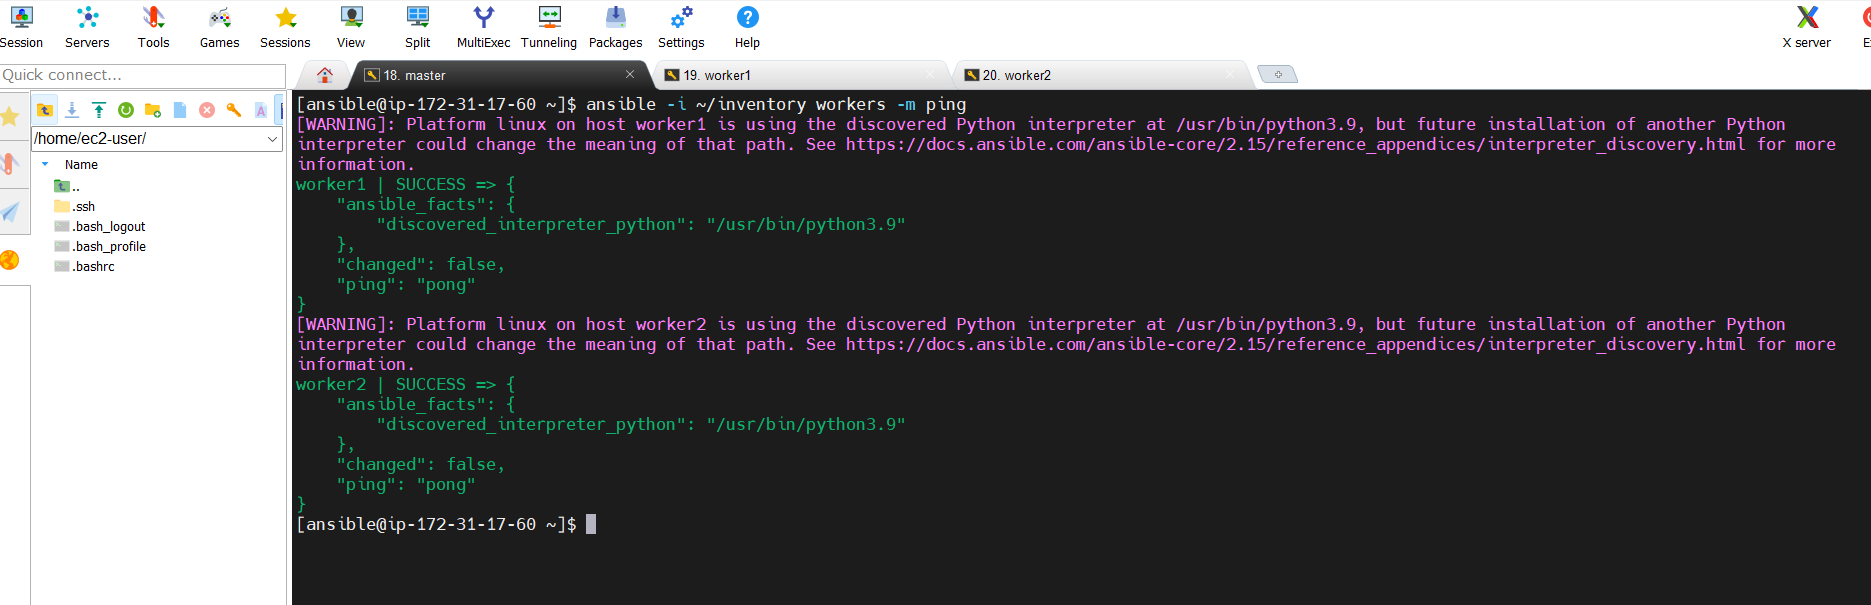 Session Servers Tools Games Sessions View Split MultiExec Tunneling Packages Settings Help X server
Quick connect...
18. master
19. worker1
20. worker2
/home/ec2-user/
Name
..
.ssh
.bash_logout
.bash_profile
.bashrc
[ansible@ip-172-31-17-60 ~]$ ansible -i ~/inventory workers -m ping
[WARNING]: Platform linux on host worker1 is using the discovered Python interpreter at /usr/bin/python3.9, but future installation of another Python
interpreter could change the meaning of that path. See https://docs.ansible.com/ansible-core/2.15/reference_appendices/interpreter_discovery.html for more
information.
worker1 | SUCCESS => {
    "ansible_facts": {
        "discovered_interpreter_python": "/usr/bin/python3.9"
    },
    "changed": false,
    "ping": "pong"
}
[WARNING]: Platform linux on host worker2 is using the discovered Python interpreter at /usr/bin/python3.9, but future installation of another Python
interpreter could change the meaning of that path. See https://docs.ansible.com/ansible-core/2.15/reference_appendices/interpreter_discovery.html for more
information.
worker2 | SUCCESS => {
    "ansible_facts": {
        "discovered_interpreter_python": "/usr/bin/python3.9"
    },
    "changed": false,
    "ping": "pong"
}
[ansible@ip-172-31-17-60 ~]$